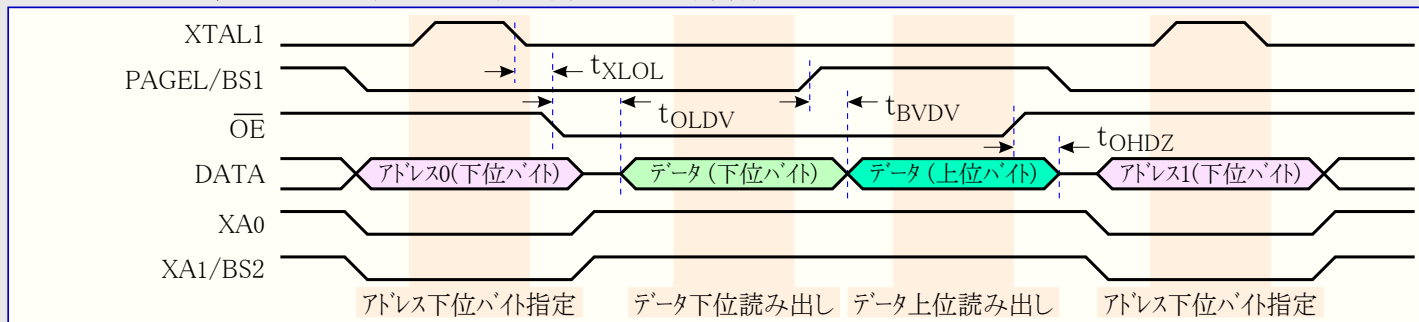 XTAL1
PAGEL/BS1
tXLOL
OE
tOLDV
tBVDV
tOHDZ
DATA
アドレス0(下位バイト)
データ (下位バイト)
データ (上位バイト)
アドレス1(下位バイト)
XA0
XA1/BS2
アドレス下位バイト指定
データ下位読み出し
データ上位読み出し
アドレス下位バイト指定